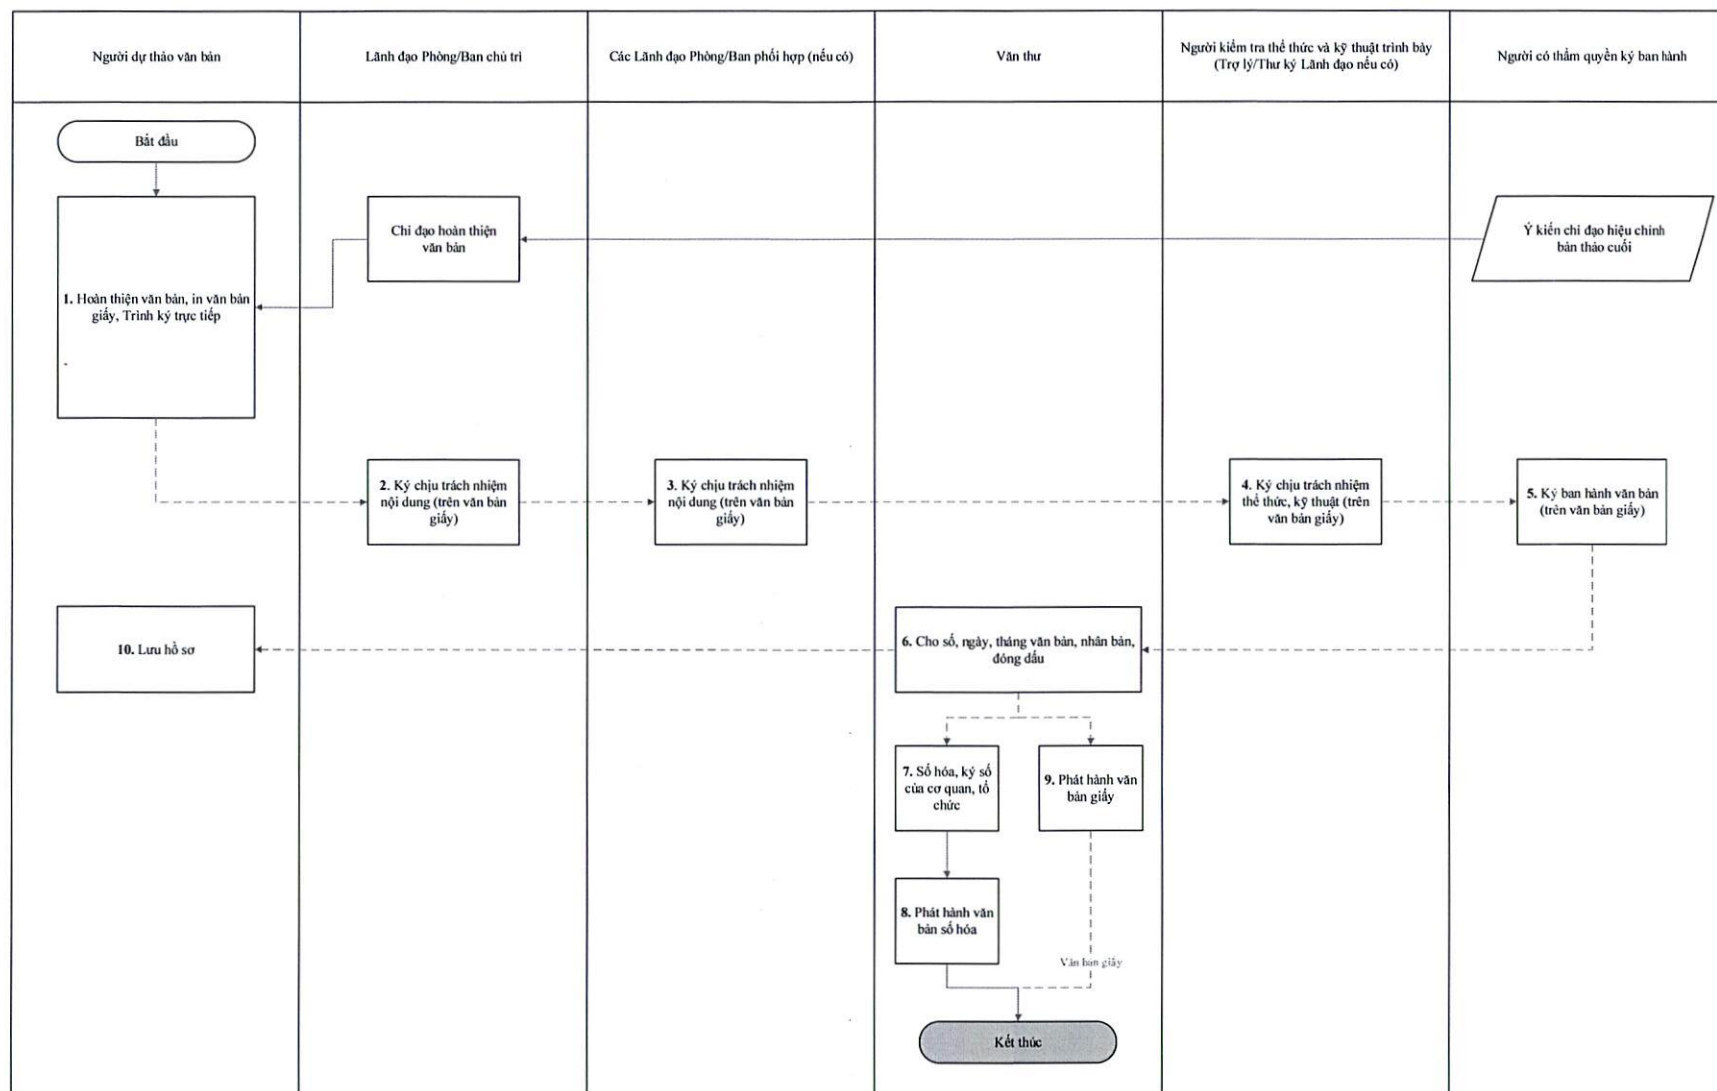 Người dự thảo văn bản
Lãnh đạo Phòng/Ban chủ trì
Các Lãnh đạo Phòng/Ban phối hợp (nếu có)
Văn thư
Người kiểm tra thể thức và kỹ thuật trình bày
(Trợ lý/Thư ký Lãnh đạo nếu có)
Người có thẩm quyền ký ban hành
Bắt đầu
Chỉ đạo hoàn thiện
văn bản
Ý kiến chỉ đạo hiệu chỉnh
bản thảo cuối
1. Hoàn thiện văn bản, in văn bản
giấy, Trình ký trực tiếp
2. Ký chịu trách nhiệm
nội dung (trên văn bản
giấy)
3. Ký chịu trách nhiệm
nội dung (trên văn bản
giấy)
4. Ký chịu trách nhiệm
thể thức, kỹ thuật (trên
văn bản giấy)
5. Ký ban hành văn bản
(trên văn bản giấy)
10. Lưu hồ sơ
6. Cho số, ngày, tháng văn bản, nhân bản,
đóng dấu
7. Số hóa, ký số
của cơ quan, tổ
chức
9. Phát hành văn
bản giấy
8. Phát hành văn
bản số hóa
Văn bản giấy
Kết thúc